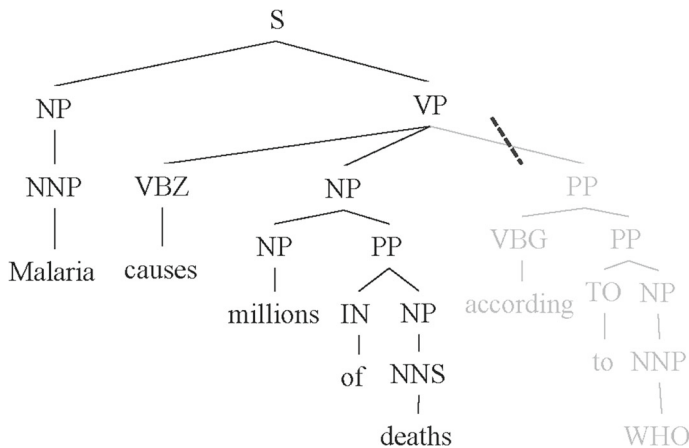 S
NP VP
NNP VBZ NP PP
NP PP VBG PP
Malaria causes
millions IN NP according TO NP
of NNS to NNP
deaths WHO